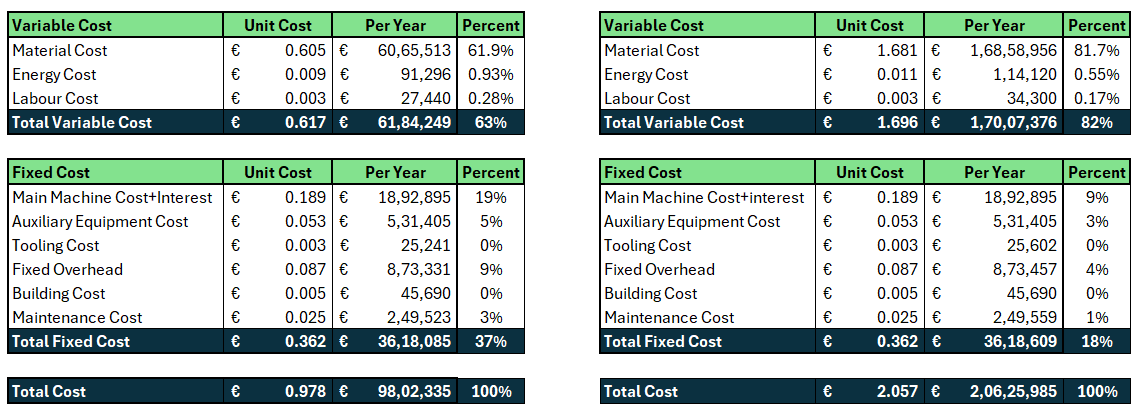 Variable Cost Unit Cost Per Year Percent
Material Cost € 0.605 € 60,65,513 61.9%
Energy Cost € 0.009 € 91,296 0.93%
Labour Cost € 0.003 € 27,440 0.28%
Total Variable Cost € 0.617 € 61,84,249 63%
Fixed Cost Unit Cost Per Year Percent
Main Machine Cost+Interest € 0.189 € 18,92,895 19%
Auxiliary Equipment Cost € 0.053 € 5,31,405 5%
Tooling Cost € 0.003 € 25,241 0%
Fixed Overhead € 0.087 € 8,73,331 9%
Building Cost € 0.005 € 45,690 0%
Maintenance Cost € 0.025 € 2,49,523 3%
Total Fixed Cost € 0.362 € 36,18,085 37%
Total Cost € 0.978 € 98,02,335 100%
Variable Cost Unit Cost Per Year Percent
Material Cost € 1.681 € 1,68,58,956 81.7%
Energy Cost € 0.011 € 1,14,120 0.55%
Labour Cost € 0.003 € 34,300 0.17%
Total Variable Cost € 1.696 € 1,70,07,376 82%
Fixed Cost Unit Cost Per Year Percent
Main Machine Cost+interest € 0.189 € 18,92,895 9%
Auxiliary Equipment Cost € 0.053 € 5,31,405 3%
Tooling Cost € 0.003 € 25,602 0%
Fixed Overhead € 0.087 € 8,73,457 4%
Building Cost € 0.005 € 45,690 0%
Maintenance Cost € 0.025 € 2,49,559 1%
Total Fixed Cost € 0.362 € 36,18,609 18%
Total Cost € 2.057 € 2,06,25,985 100%